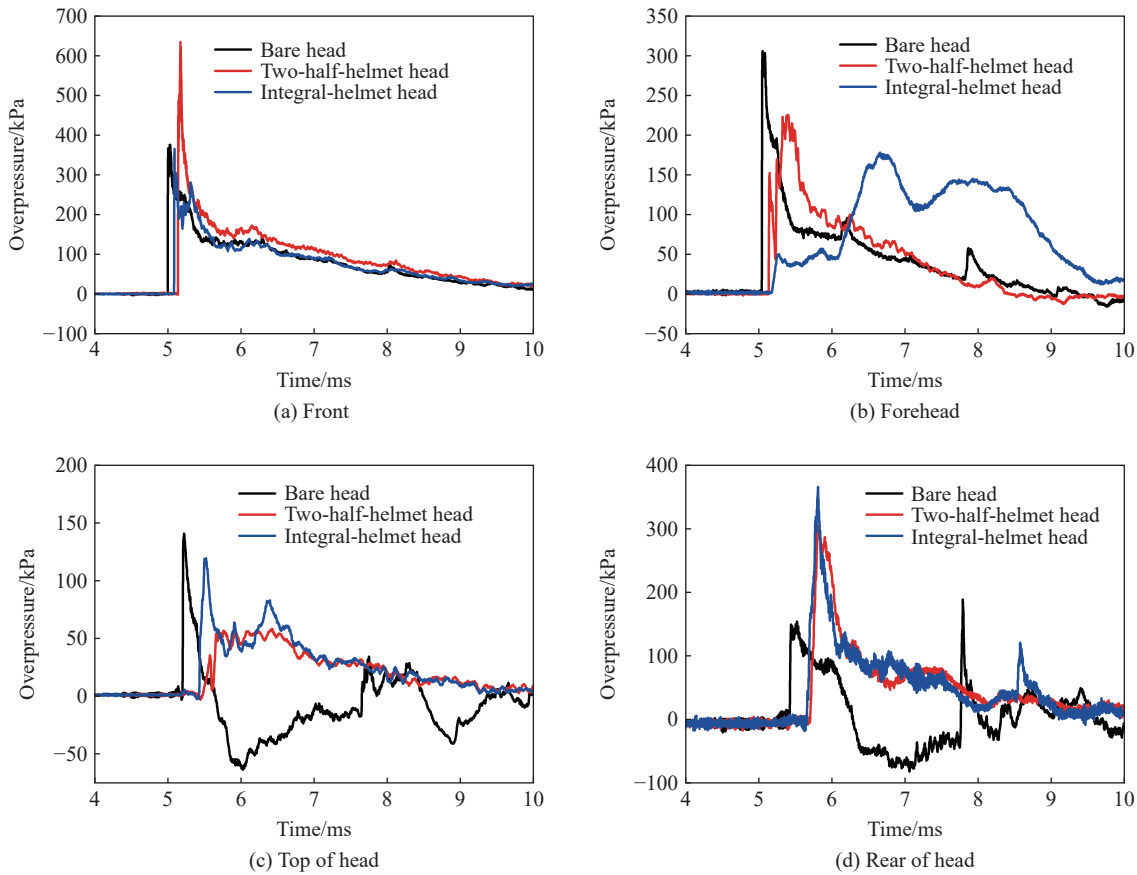 700
600
500
400
300
200
100
0
−100
Overpressure/kPa
Bare head
Two-half-helmet head
Integral-helmet head
4 5 6 7 8 9 10
Time/ms
(a) Front
350
300
250
200
150
100
50
0
−50
Overpressure/kPa
Bare head
Two-half-helmet head
Integral-helmet head
4 5 6 7 8 9 10
Time/ms
(b) Forehead
200
150
100
50
0
−50
Overpressure/kPa
Bare head
Two-half-helmet head
Integral-helmet head
4 5 6 7 8 9 10
Time/ms
(c) Top of head
400
300
200
100
0
−100
Overpressure/kPa
Bare head
Two-half-helmet head
Integral-helmet head
4 5 6 7 8 9 10
Time/ms
(d) Rear of head